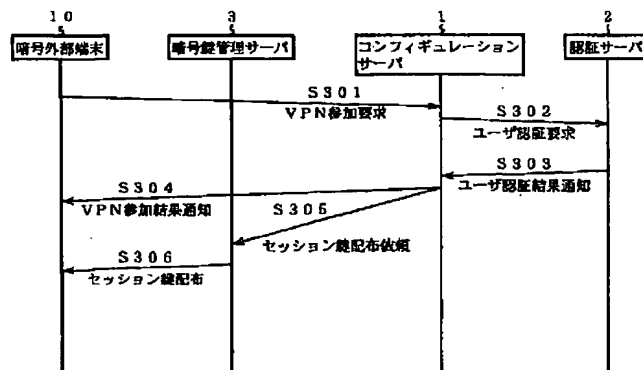 10
3
1
2
暗号外部端末
暗号鍵管理サーバ
コンフィギュレーション
サーバ
認証サーバ
S301
VPN参加要求
S302
ユーザ認証要求
S303
ユーザ認証結果通知
S304
VPN参加結果通知
S305
セッション鍵配布依頼
S306
セッション鍵配布